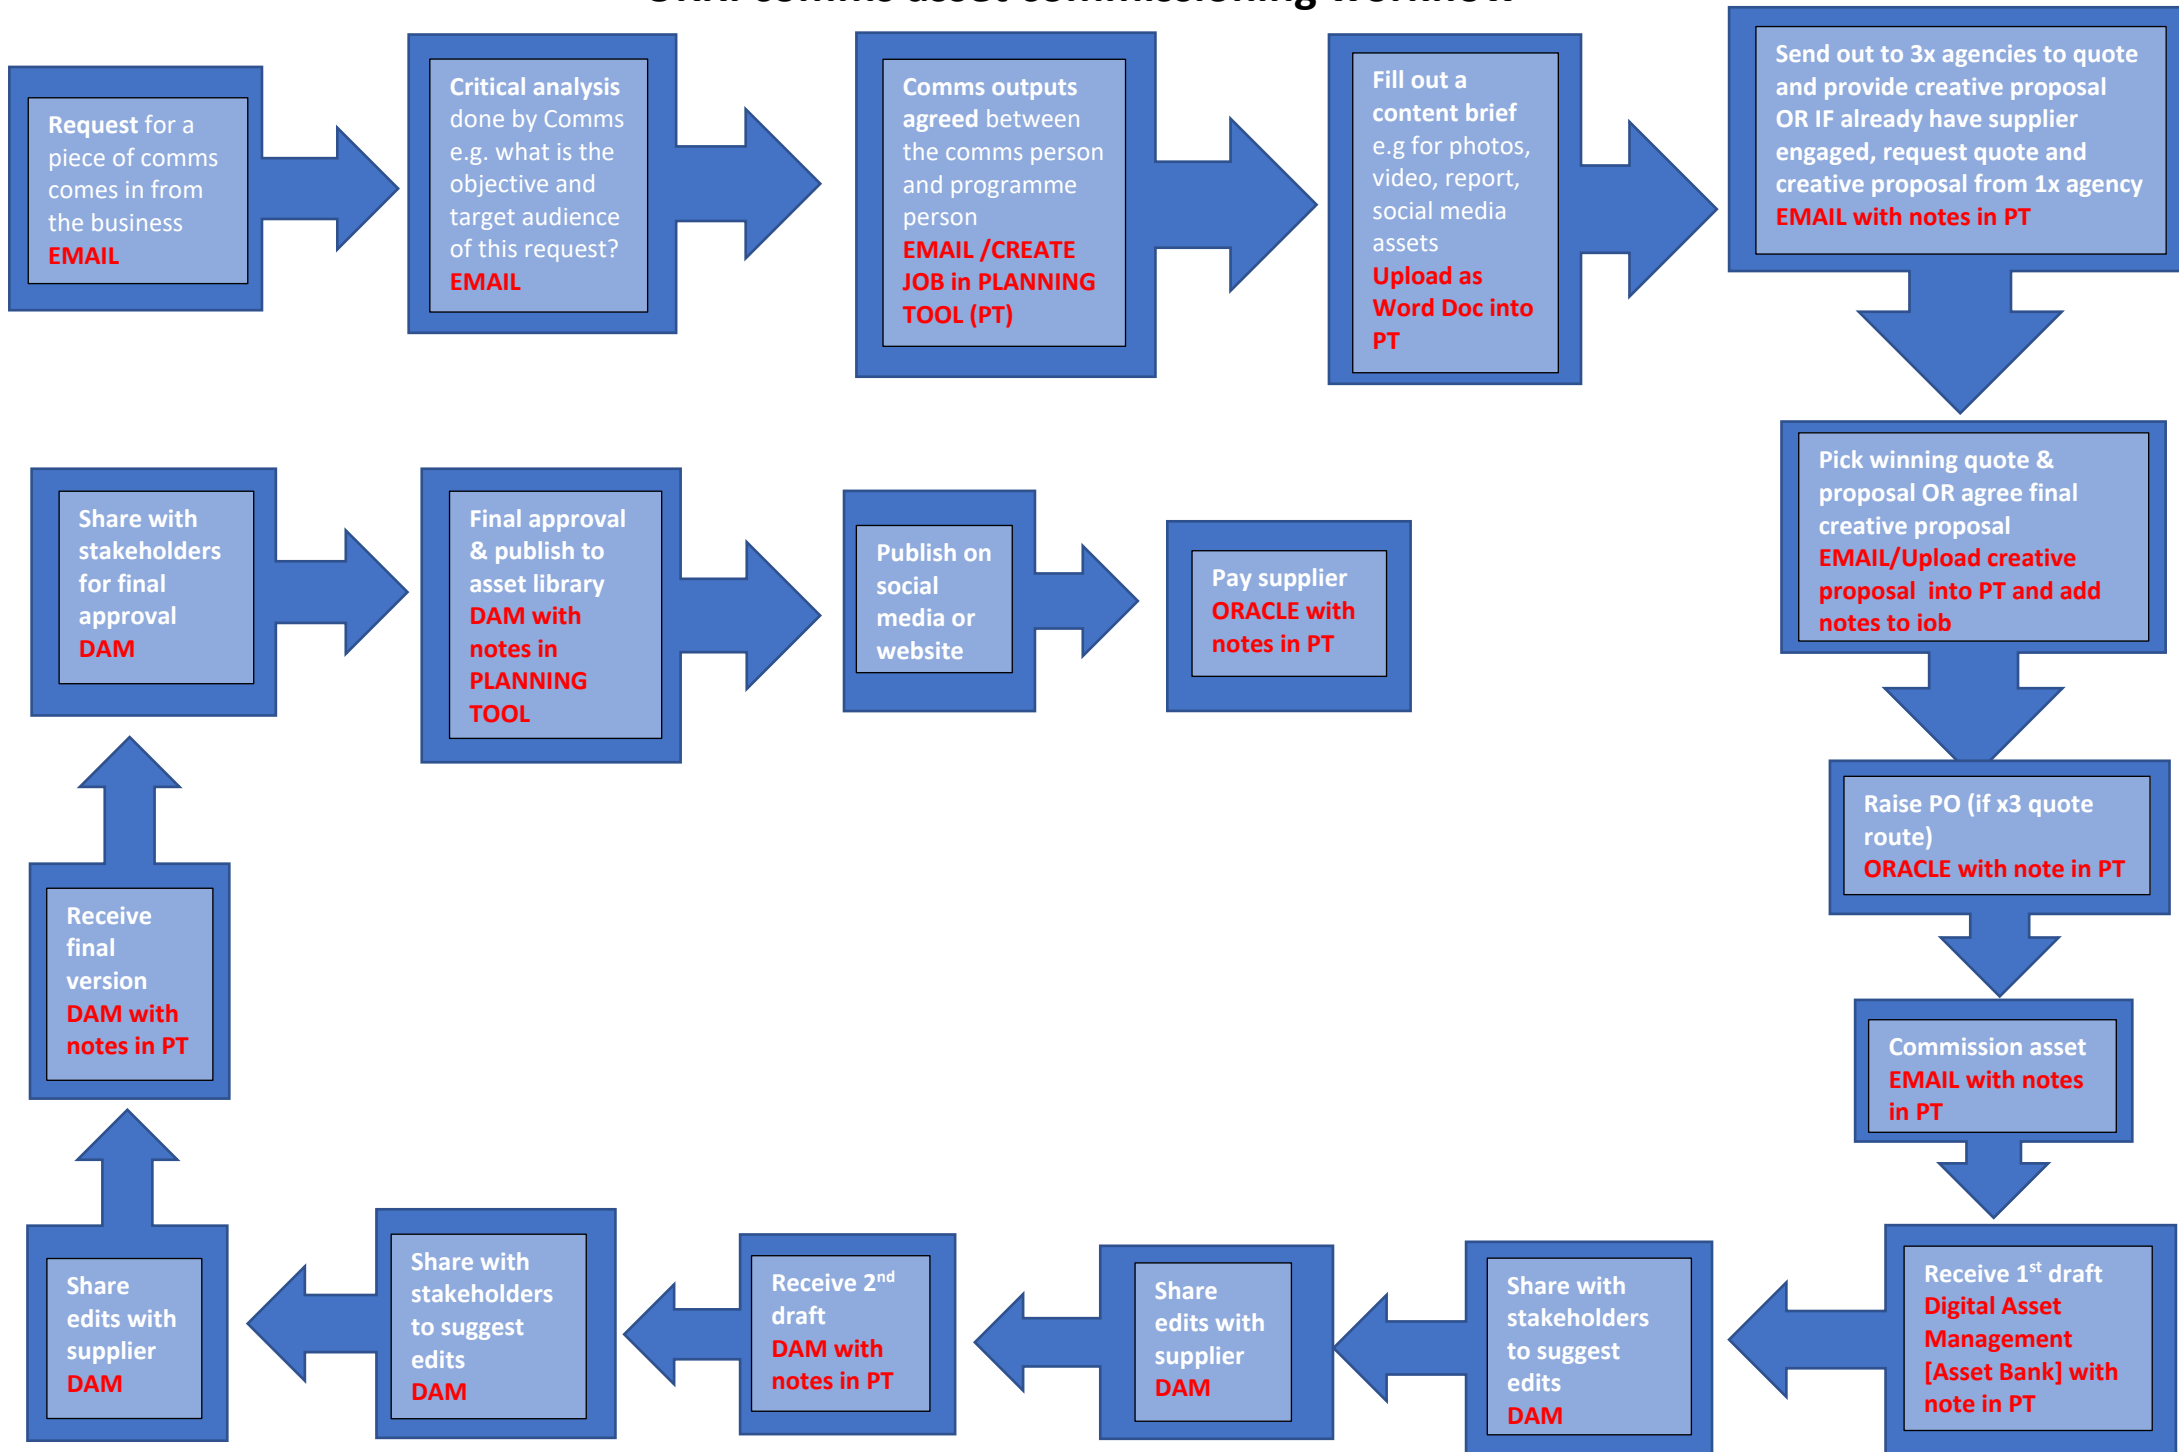 comms asset commissioning workflow
Request for a
piece of comms
comes in from
the business
EMAIL
Critical analysis
done by Comms
e.g. what is the
objective and
target audience
of this request?
EMAIL
Comms outputs
agreed between
the comms person
and programme
person
EMAIL /CREATE
JOB in PLANNING
TOOL (PT)
Fill out a
content brief
e.g for photos,
video, report,
social media
assets
Upload as
Word Doc into
PT
Send out to 3x agencies to quote
and provide creative proposal
OR IF already have supplier
engaged, request quote and
creative proposal from 1x agency
EMAIL with notes in PT
Pick winning quote &
proposal OR agree final
creative proposal
EMAIL/Upload creative
proposal  into PT and add
notes to iob
Raise PO (if x3 quote
route)
ORACLE with note in PT
Commission asset
EMAIL with notes
in PT
Receive 1st draft
Digital Asset
Management
[Asset Bank] with
note in PT
Share with
stakeholders
to suggest
edits
DAM
Share
edits with
supplier
DAM
Receive 2nd
draft
DAM with
notes in PT
Share with
stakeholders
to suggest
edits
DAM
Share
edits with
supplier
DAM
Receive
final
version
DAM with
notes in PT
Share with
stakeholders
for final
approval
DAM
Final approval
& publish to
asset library
DAM with
notes in
PLANNING
TOOL
Publish on
social
media or
website
Pay supplier
ORACLE with
notes in PT